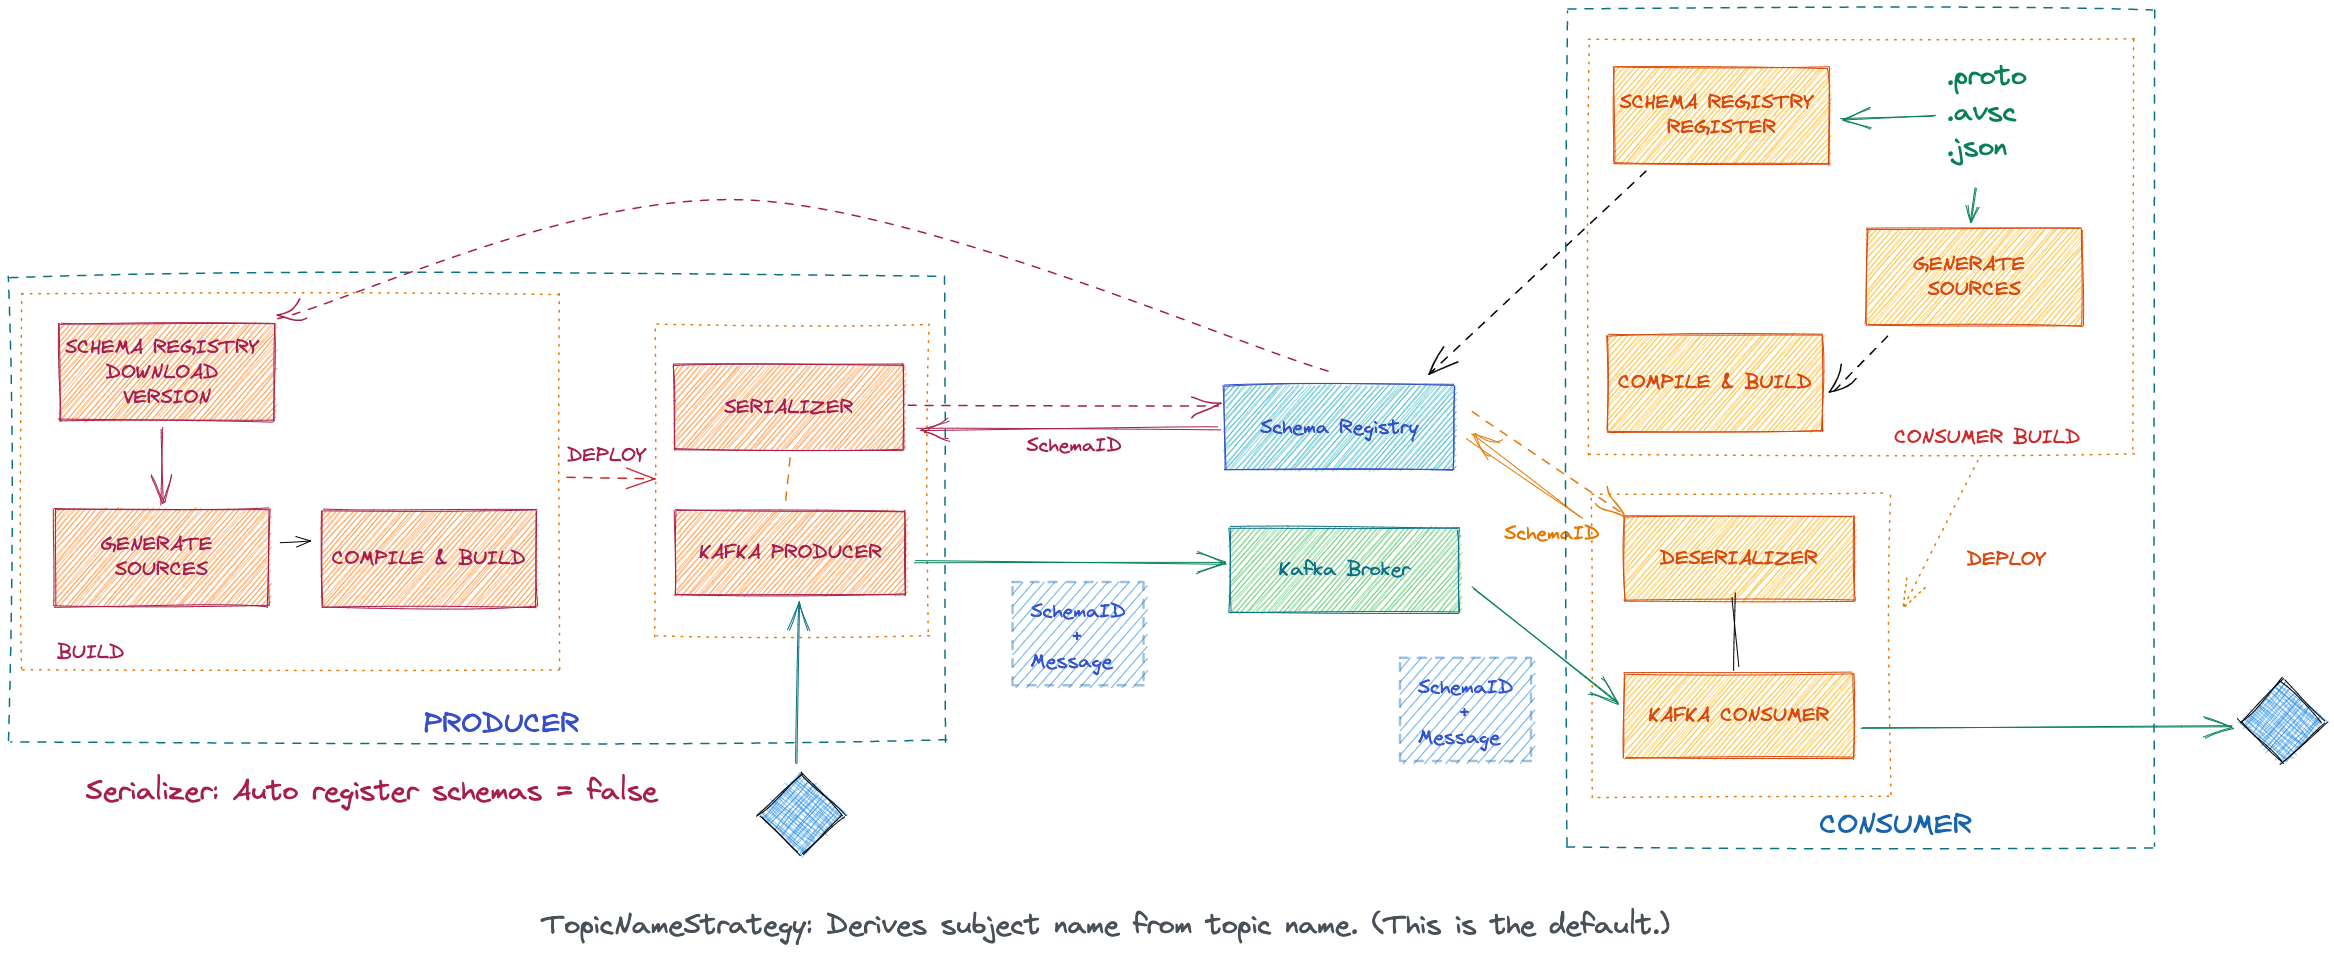 SCHEMA REGISTRY
REGISTER
.proto
.avsc
.json
GENERATE
SOURCES
COMPILE & BUILD
CONSUMER BUILD
SCHEMA REGISTRY
DOWNLOAD
VERSION
GENERATE
SOURCES
COMPILE & BUILD
BUILD
DEPLOY
SERIALIZER
KAFKA PRODUCER
PRODUCER
Serializer: Auto register schemas = false
SchemaID
Schema Registry
Kafka Broker
SchemaID
+
Message
SchemaID
SchemaID
+
Message
DESERIALIZER
DEPLOY
KAFKA CONSUMER
CONSUMER
TopicNameStrategy: Derives subject name from topic name. (This is the default.)